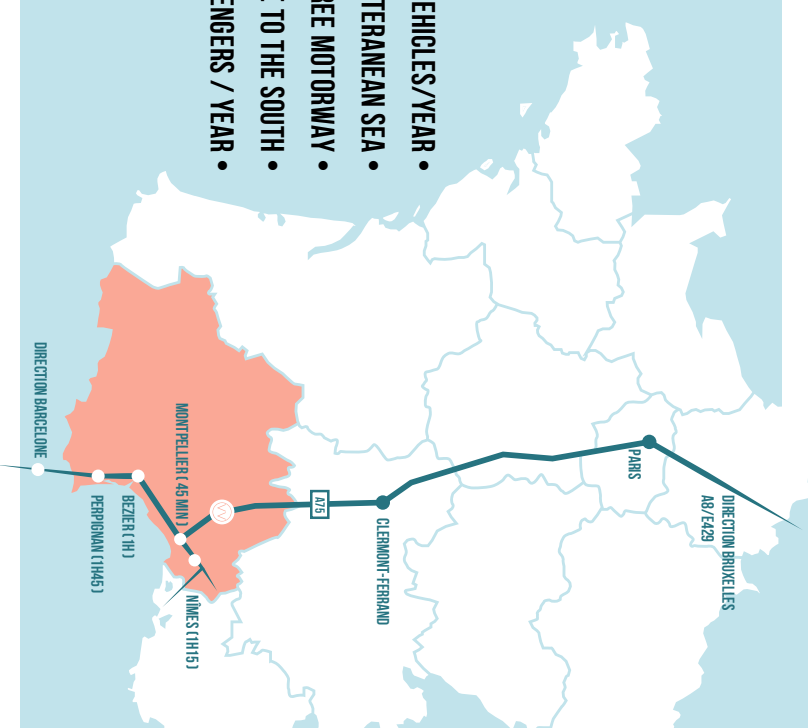 EHICLES/YEAR •
TERANEAN SEA •
REE MOTORWAY •
TO THE SOUTH •
ENGERS / YEAR •
DIRECTION BRUXELLES
A8/E429
PARIS
CLERMONT-FERRAND
A75
MONTPELLIER ( 45 MIN )
NÎMES (1H15 )
BEZIER ( 1H )
PERPIGNAN ( 1H45 )
DIRECTION BARCELONE